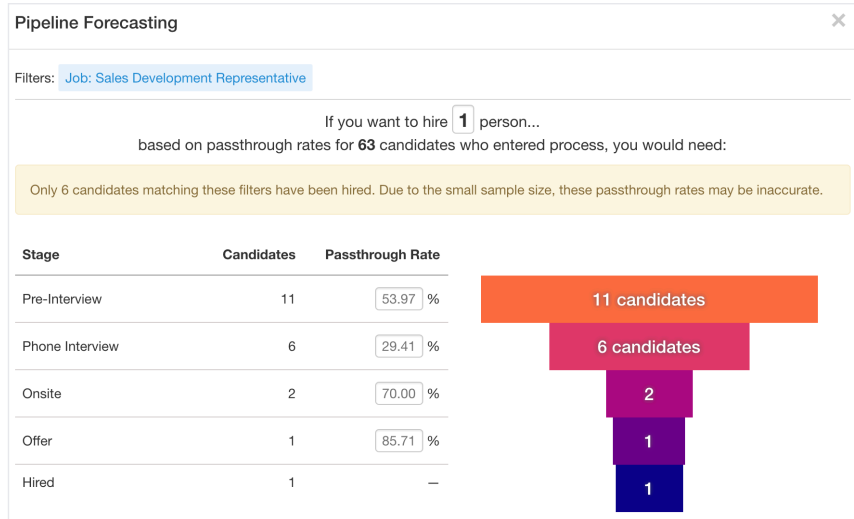 Pipeline Forecasting ×
Filters: Job: Sales Development Representative
If you want to hire 1 person...
based on passthrough rates for 63 candidates who entered process, you would need:
Only 6 candidates matching these filters have been hired. Due to the small sample size, these passthrough rates may be inaccurate.
Stage Candidates Passthrough Rate
Pre-Interview 11 53.97 % 11 candidates
Phone Interview 6 29.41 % 6 candidates
Onsite 2 70.00 % 2
Offer 1 85.71 % 1
Hired 1 — 1